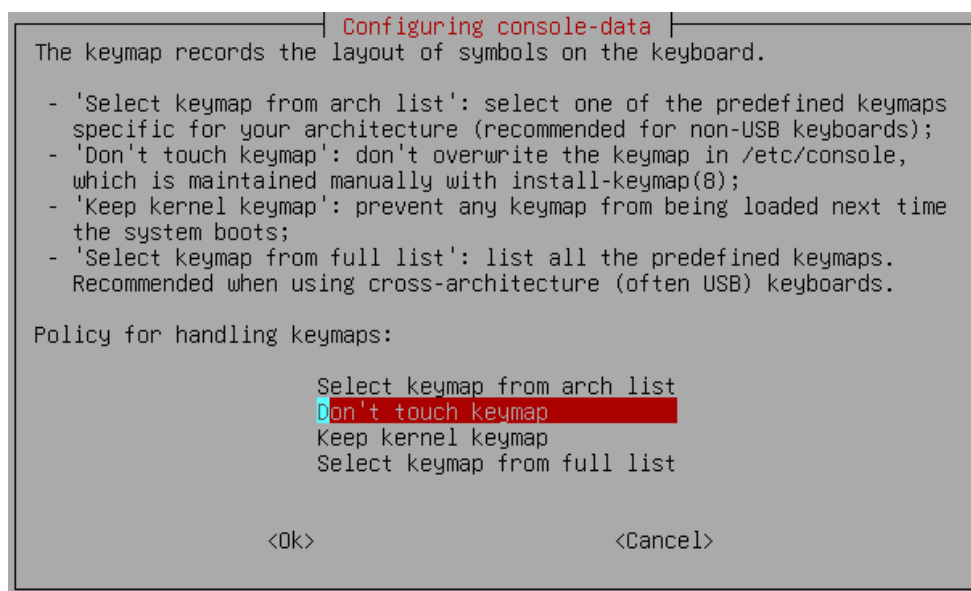 Configuring console-data
The keymap records the layout of symbols on the keyboard.
- 'Select keymap from arch list': select one of the predefined keymaps
specific for your architecture (recommended for non-USB keyboards);
- 'Don't touch keymap': don't overwrite the keymap in /etc/console,
which is maintained manually with install-keymap(8);
- 'Keep kernel keymap': prevent any keymap from being loaded next time
the system boots;
- 'Select keymap from full list': list all the predefined keymaps.
Recommended when using cross-architecture (often USB) keyboards.
Policy for handling keymaps:
Select keymap from arch list
Don't touch keymap
Keep kernel keymap
Select keymap from full list
<Ok> <Cancel>